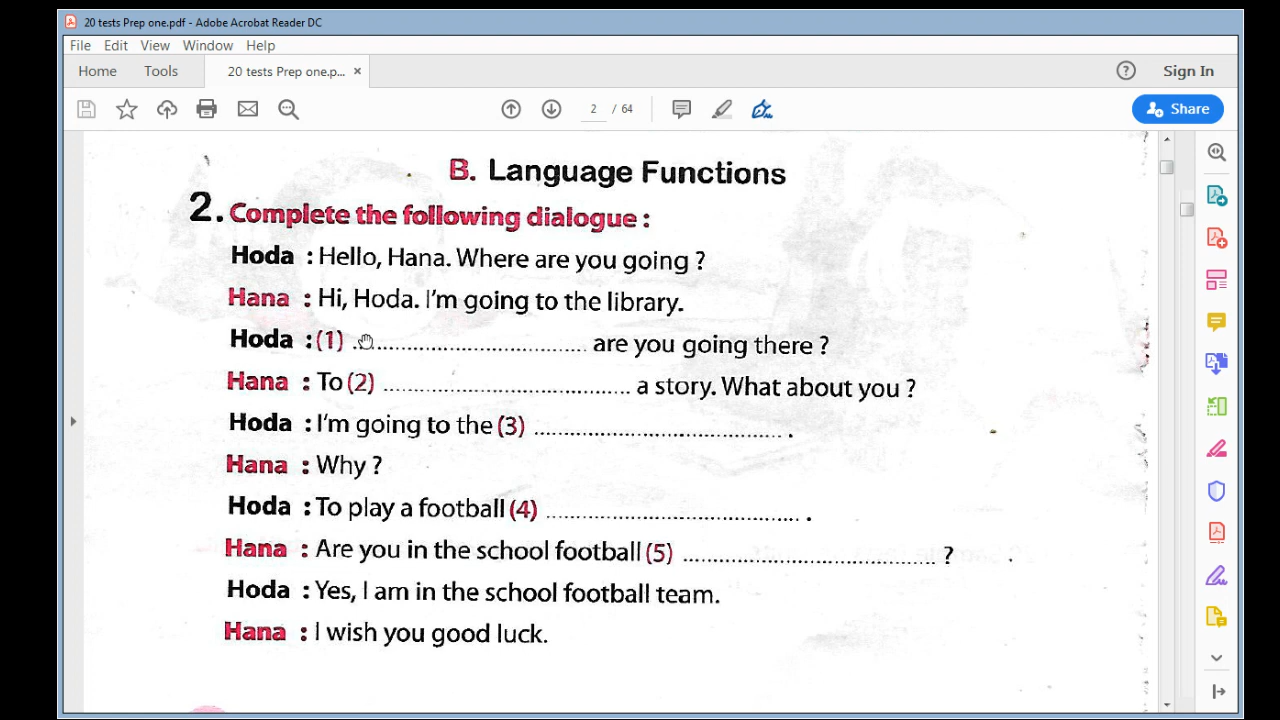 20 tests Prep one.pdf - Adobe Acrobat Reader DC
File Edit View Window Help
Home Tools 20 tests Prep one.p... × ? Sign In
2 / 64 Share
B. Language Functions
2. Complete the following dialogue :
Hoda : Hello, Hana. Where are you going ?
Hana : Hi, Hoda. I'm going to the library.
Hoda : (1) .................................... are you going there ?
Hana : To (2) .................................... a story. What about you ?
Hoda : I'm going to the (3) .................................... .
Hana : Why ?
Hoda : To play a football (4) .................................... .
Hana : Are you in the school football (5) .................................... ?
Hoda : Yes, I am in the school football team.
Hana : I wish you good luck.